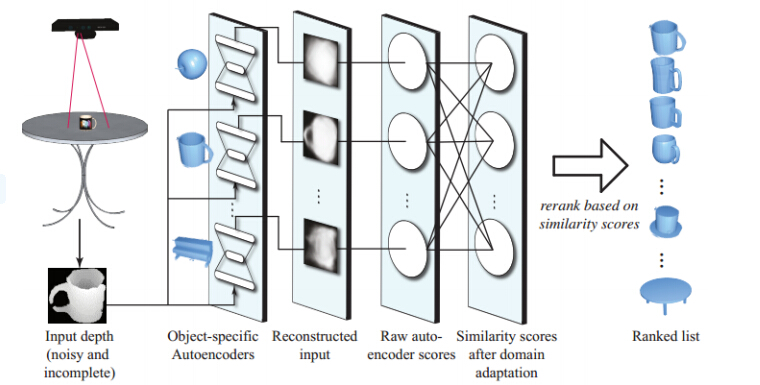 rerank based on
similarity scores
Input depth
(noisy and
incomplete)
Object-specific
Autoencoders
Reconstructed
input
Raw auto-
encoder scores
Similarity scores
after domain
adaptation
Ranked list